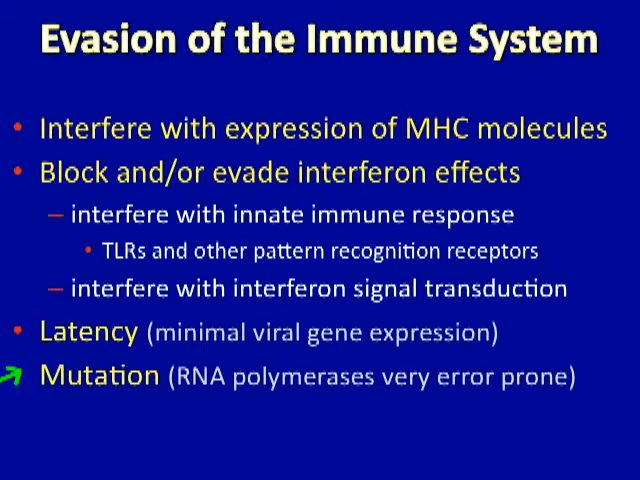 Evasion of the Immune System
• Interfere with expression of MHC molecules
• Block and/or evade interferon effects
– interfere with innate immune response
• TLRs and other pattern recognition receptors
– interfere with interferon signal transduction
• Latency (minimal viral gene expression)
Mutation (RNA polymerases very error prone)